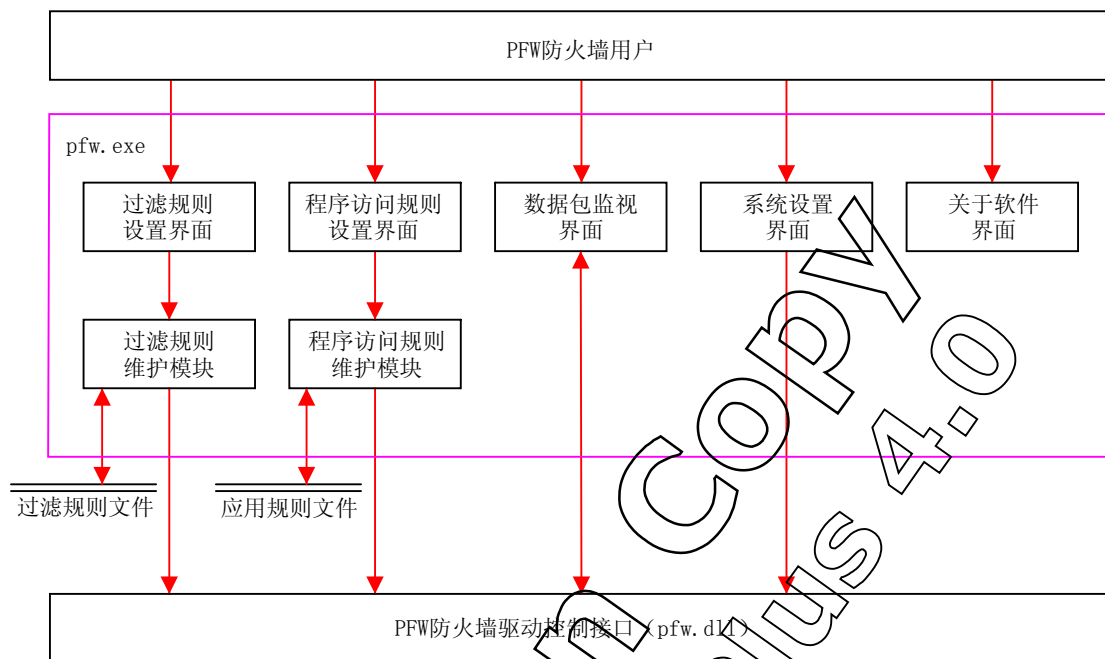 PFW防火墙用户
pfw.exe
过滤规则
设置界面
程序访问规则
设置界面
数据包监视
界面
系统设置
界面
关于软件
界面
过滤规则
维护模块
程序访问规则
维护模块
过滤规则文件
应用规则文件
PFW防火墙驱动控制接口（pfw.dll）
Copy
4.0